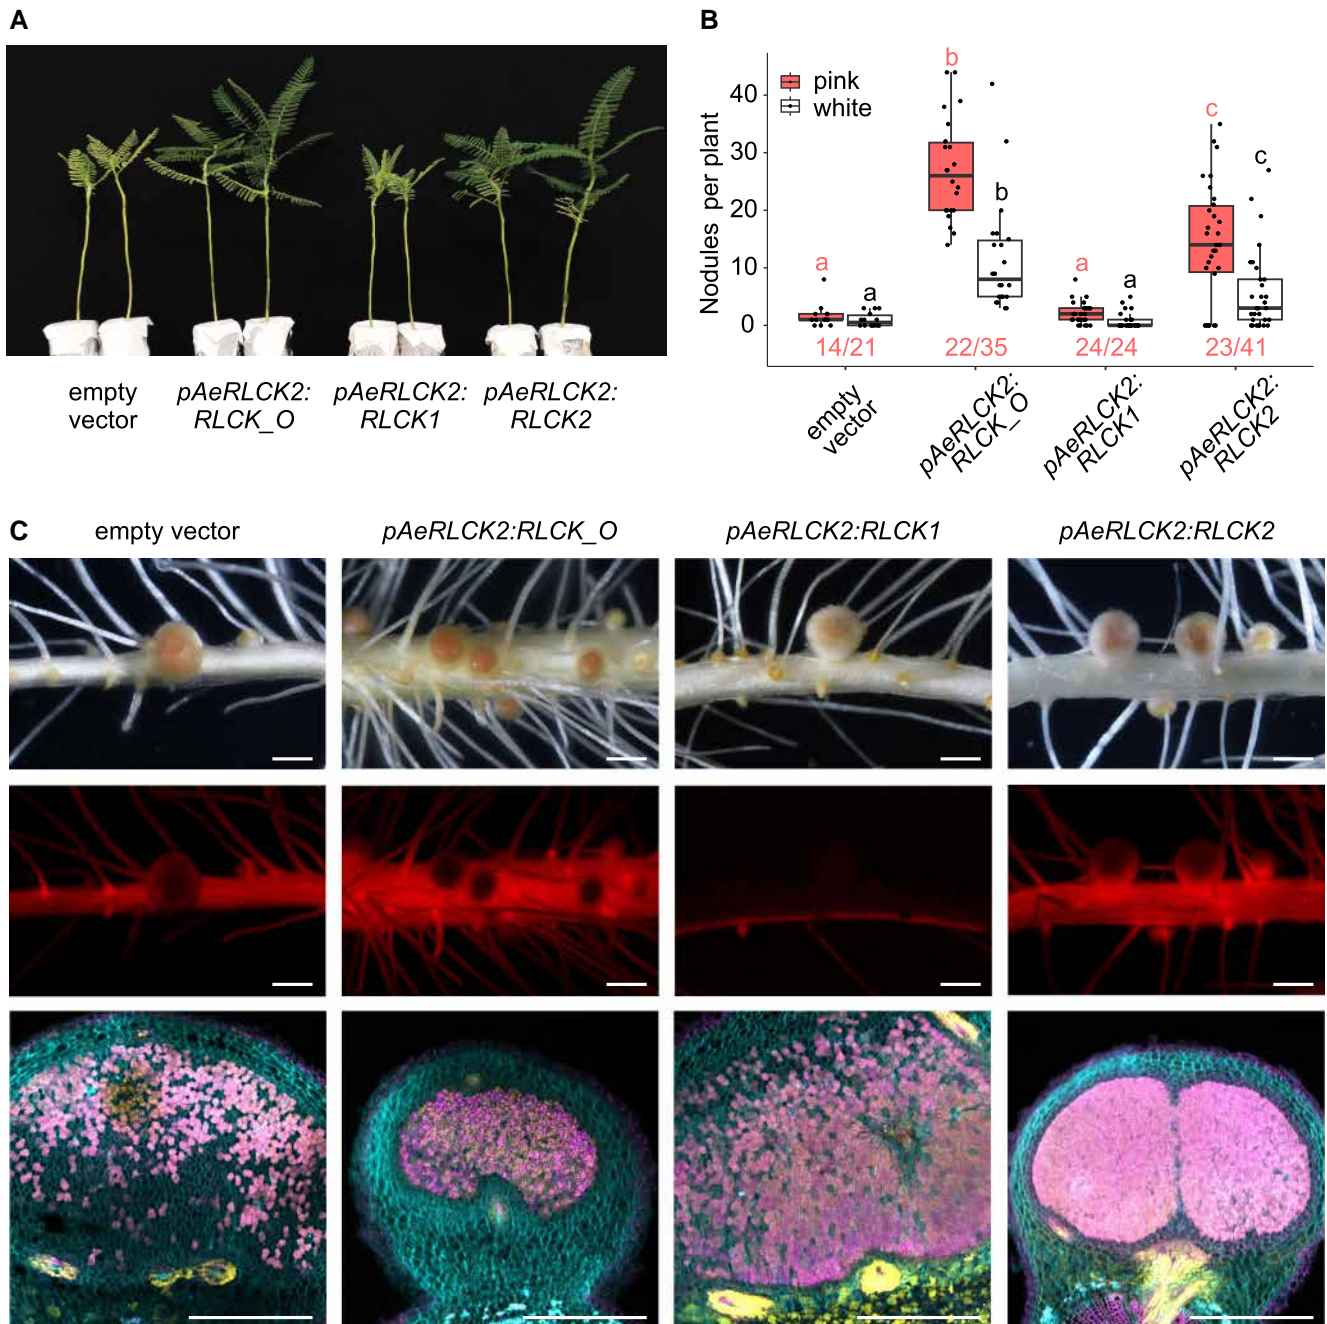 A
empty
vector
pAeRLCK2:
RLCK_O
pAeRLCK2:
RLCK1
pAeRLCK2:
RLCK2
B
Nodules per plant
40
30
20
10
0
pink
white
a
a
b
b
a
a
c
c
14/21
22/35
24/24
23/41
empty
vector
pAeRLCK2:
RLCK_O
pAeRLCK2:
RLCK1
pAeRLCK2:
RLCK2
C
empty vector
pAeRLCK2:RLCK_O
pAeRLCK2:RLCK1
pAeRLCK2:RLCK2